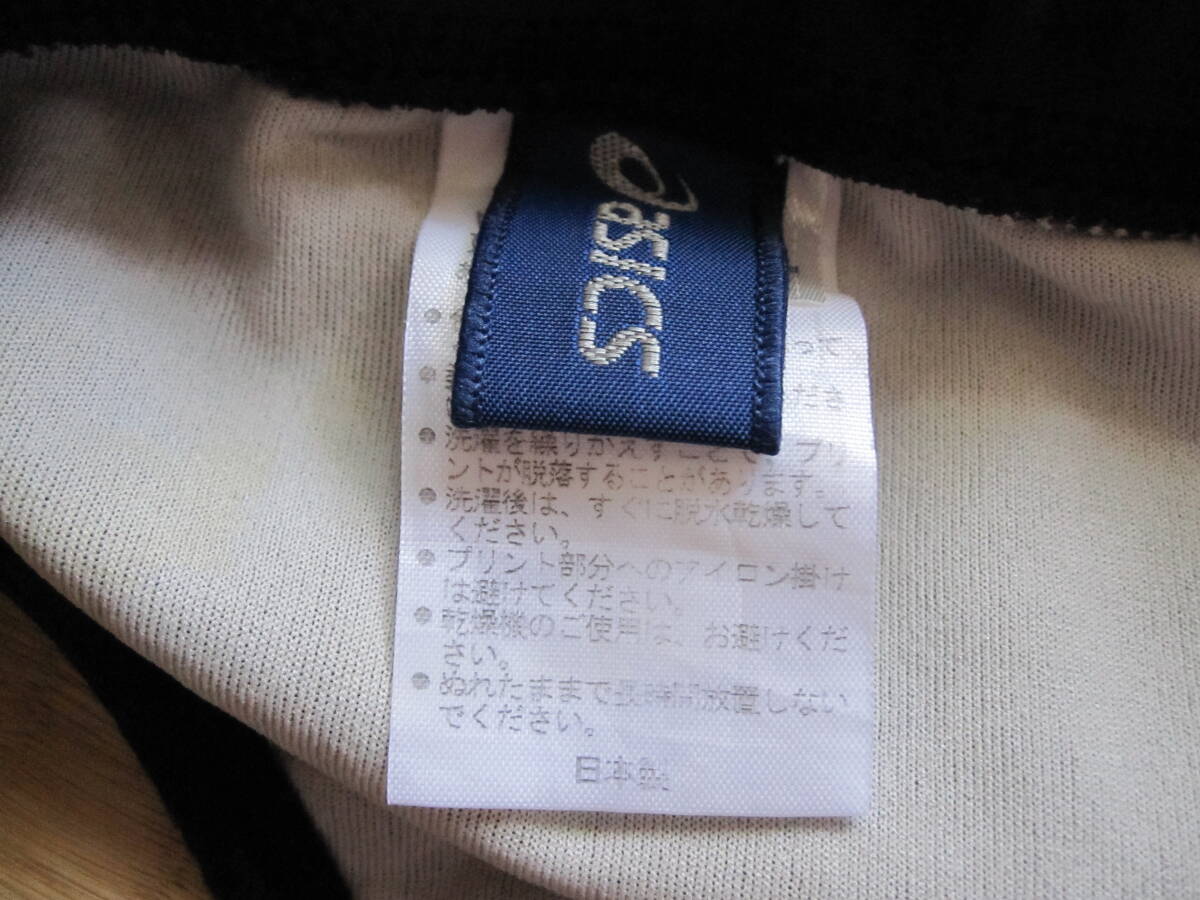 asics
って
ださ
洗濯を繰りかえすことで、プリ
ントが脱落することがあります。
洗濯後は、すぐに脱水乾燥して
ください。
プリント部分へのアイロン掛け
は避けてください。
乾燥機のご使用は、お避けくだ
さい。
ぬれたままで長時間放置しない
でください。
日本製